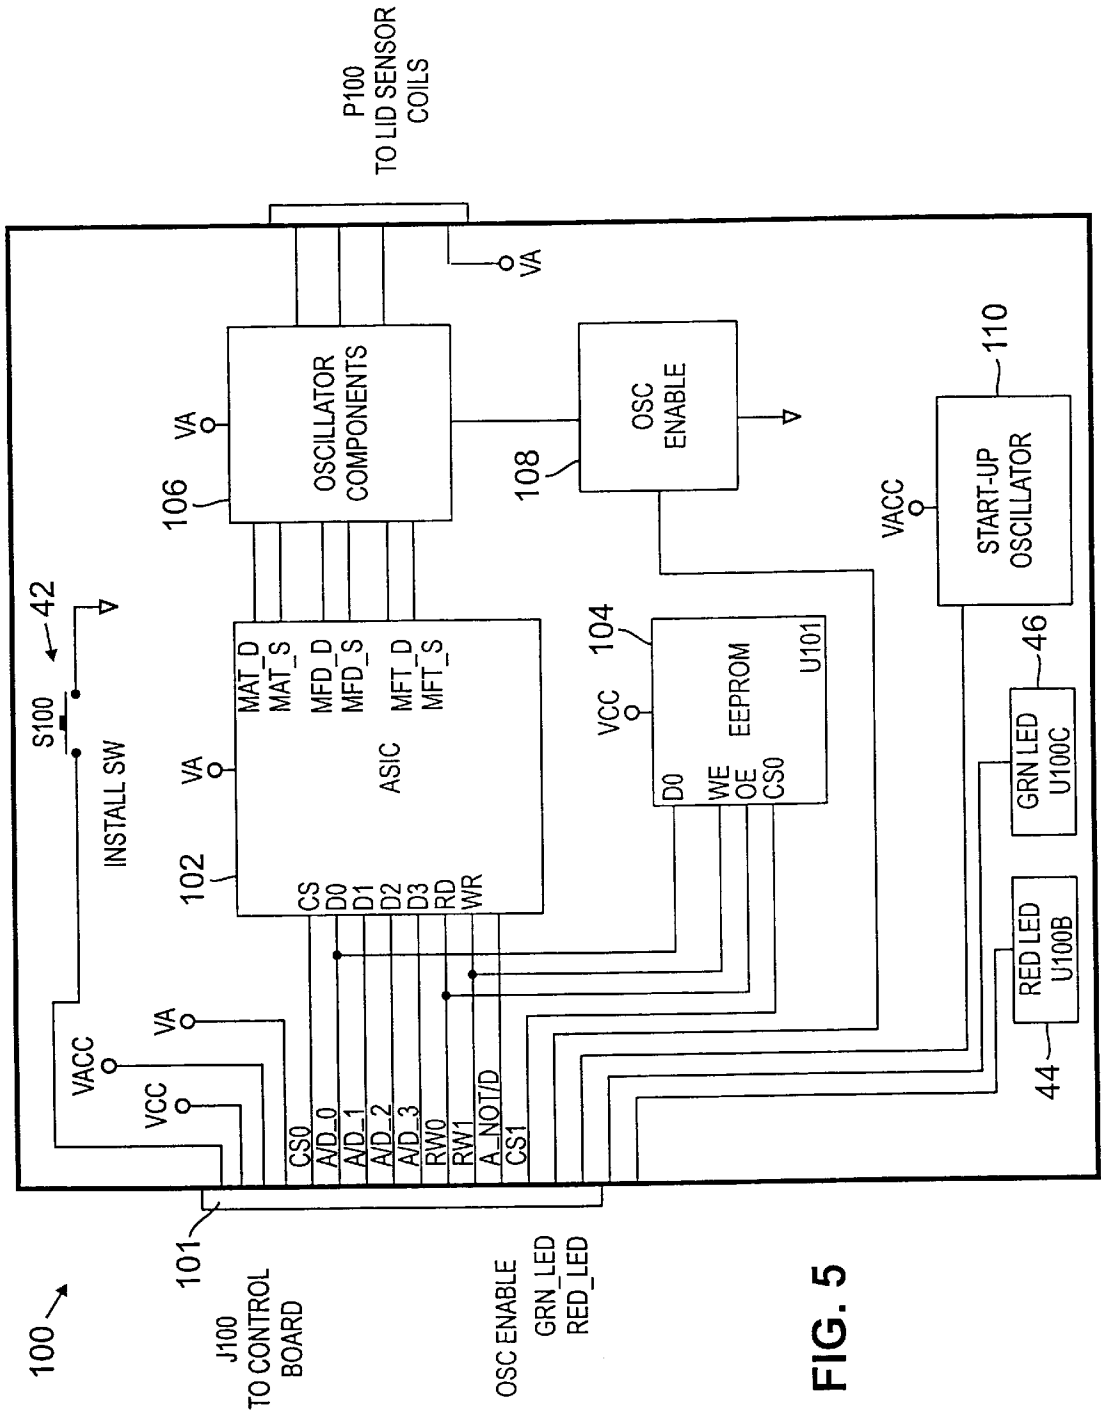 100
J100
TO CONTROL
BOARD
101
VCC
VACC
VA
S100
42
INSTALL SW
CS0
A/D_0
A/D_1
A/D_2
A/D_3
RW0
RW1
A_NOT/D
CS1
OSC ENABLE
GRN_LED
RED_LED
102
VA
ASIC
CS
D0
D1
D2
D3
RD
WR
MAT_D
MAT_S
MFD_D
MFD_S
MFT_D
MFT_S
106
VA
OSCILLATOR
COMPONENTS
P100
TO LID SENSOR
COILS
VA
108
OSC
ENABLE
104
VCC
EEPROM
U101
D0
WE
OE
CS0
110
VACC
START-UP
OSCILLATOR
44
RED LED
U100B
46
GRN LED
U100C
FIG. 5